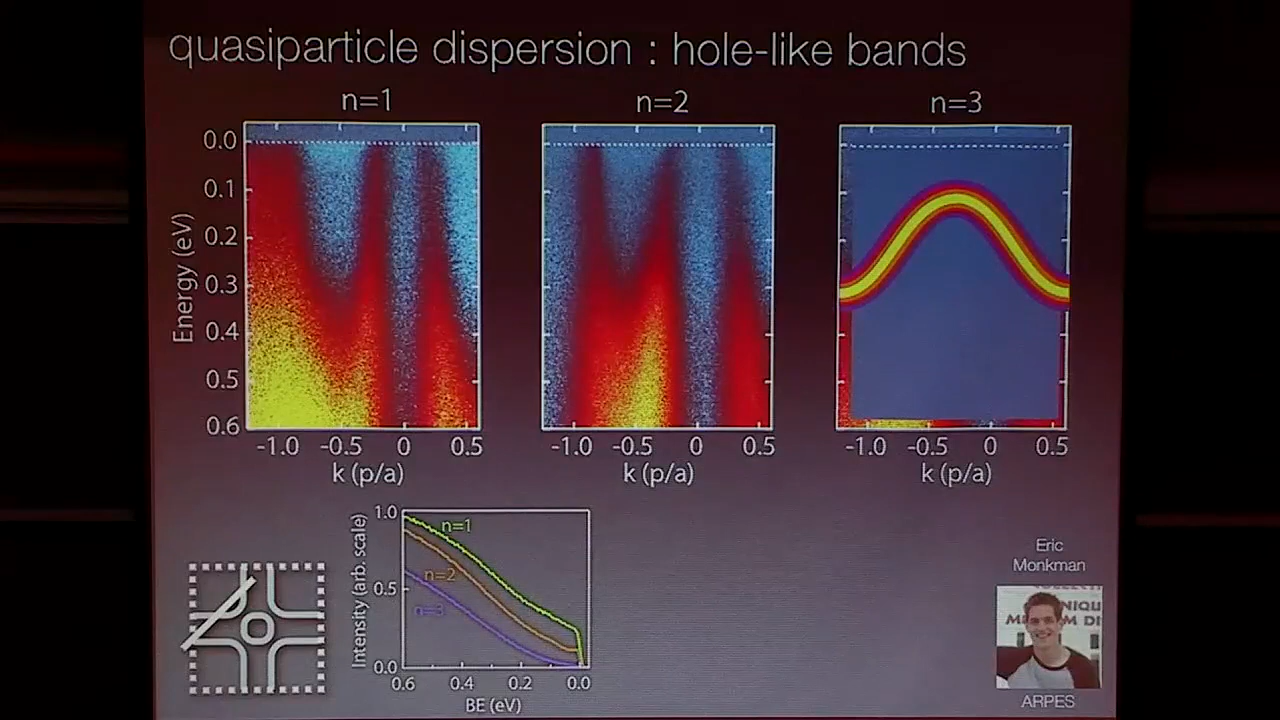 quasiparticle dispersion : hole-like bands
n=1
n=2
n=3
Energy (eV)
0.0
0.1
0.2
0.3
0.4
0.5
0.6
-1.0 -0.5 0 0.5
k (p/a)
-1.0 -0.5 0 0.5
k (p/a)
-1.0 -0.5 0 0.5
k (p/a)
Intensity (arb. scale)
1.0
0.5
0.0
n=1
n=2
n=3
0.6 0.4 0.2 0.0
BE (eV)
Eric
Monkman
NIQU
M DI
ARPES